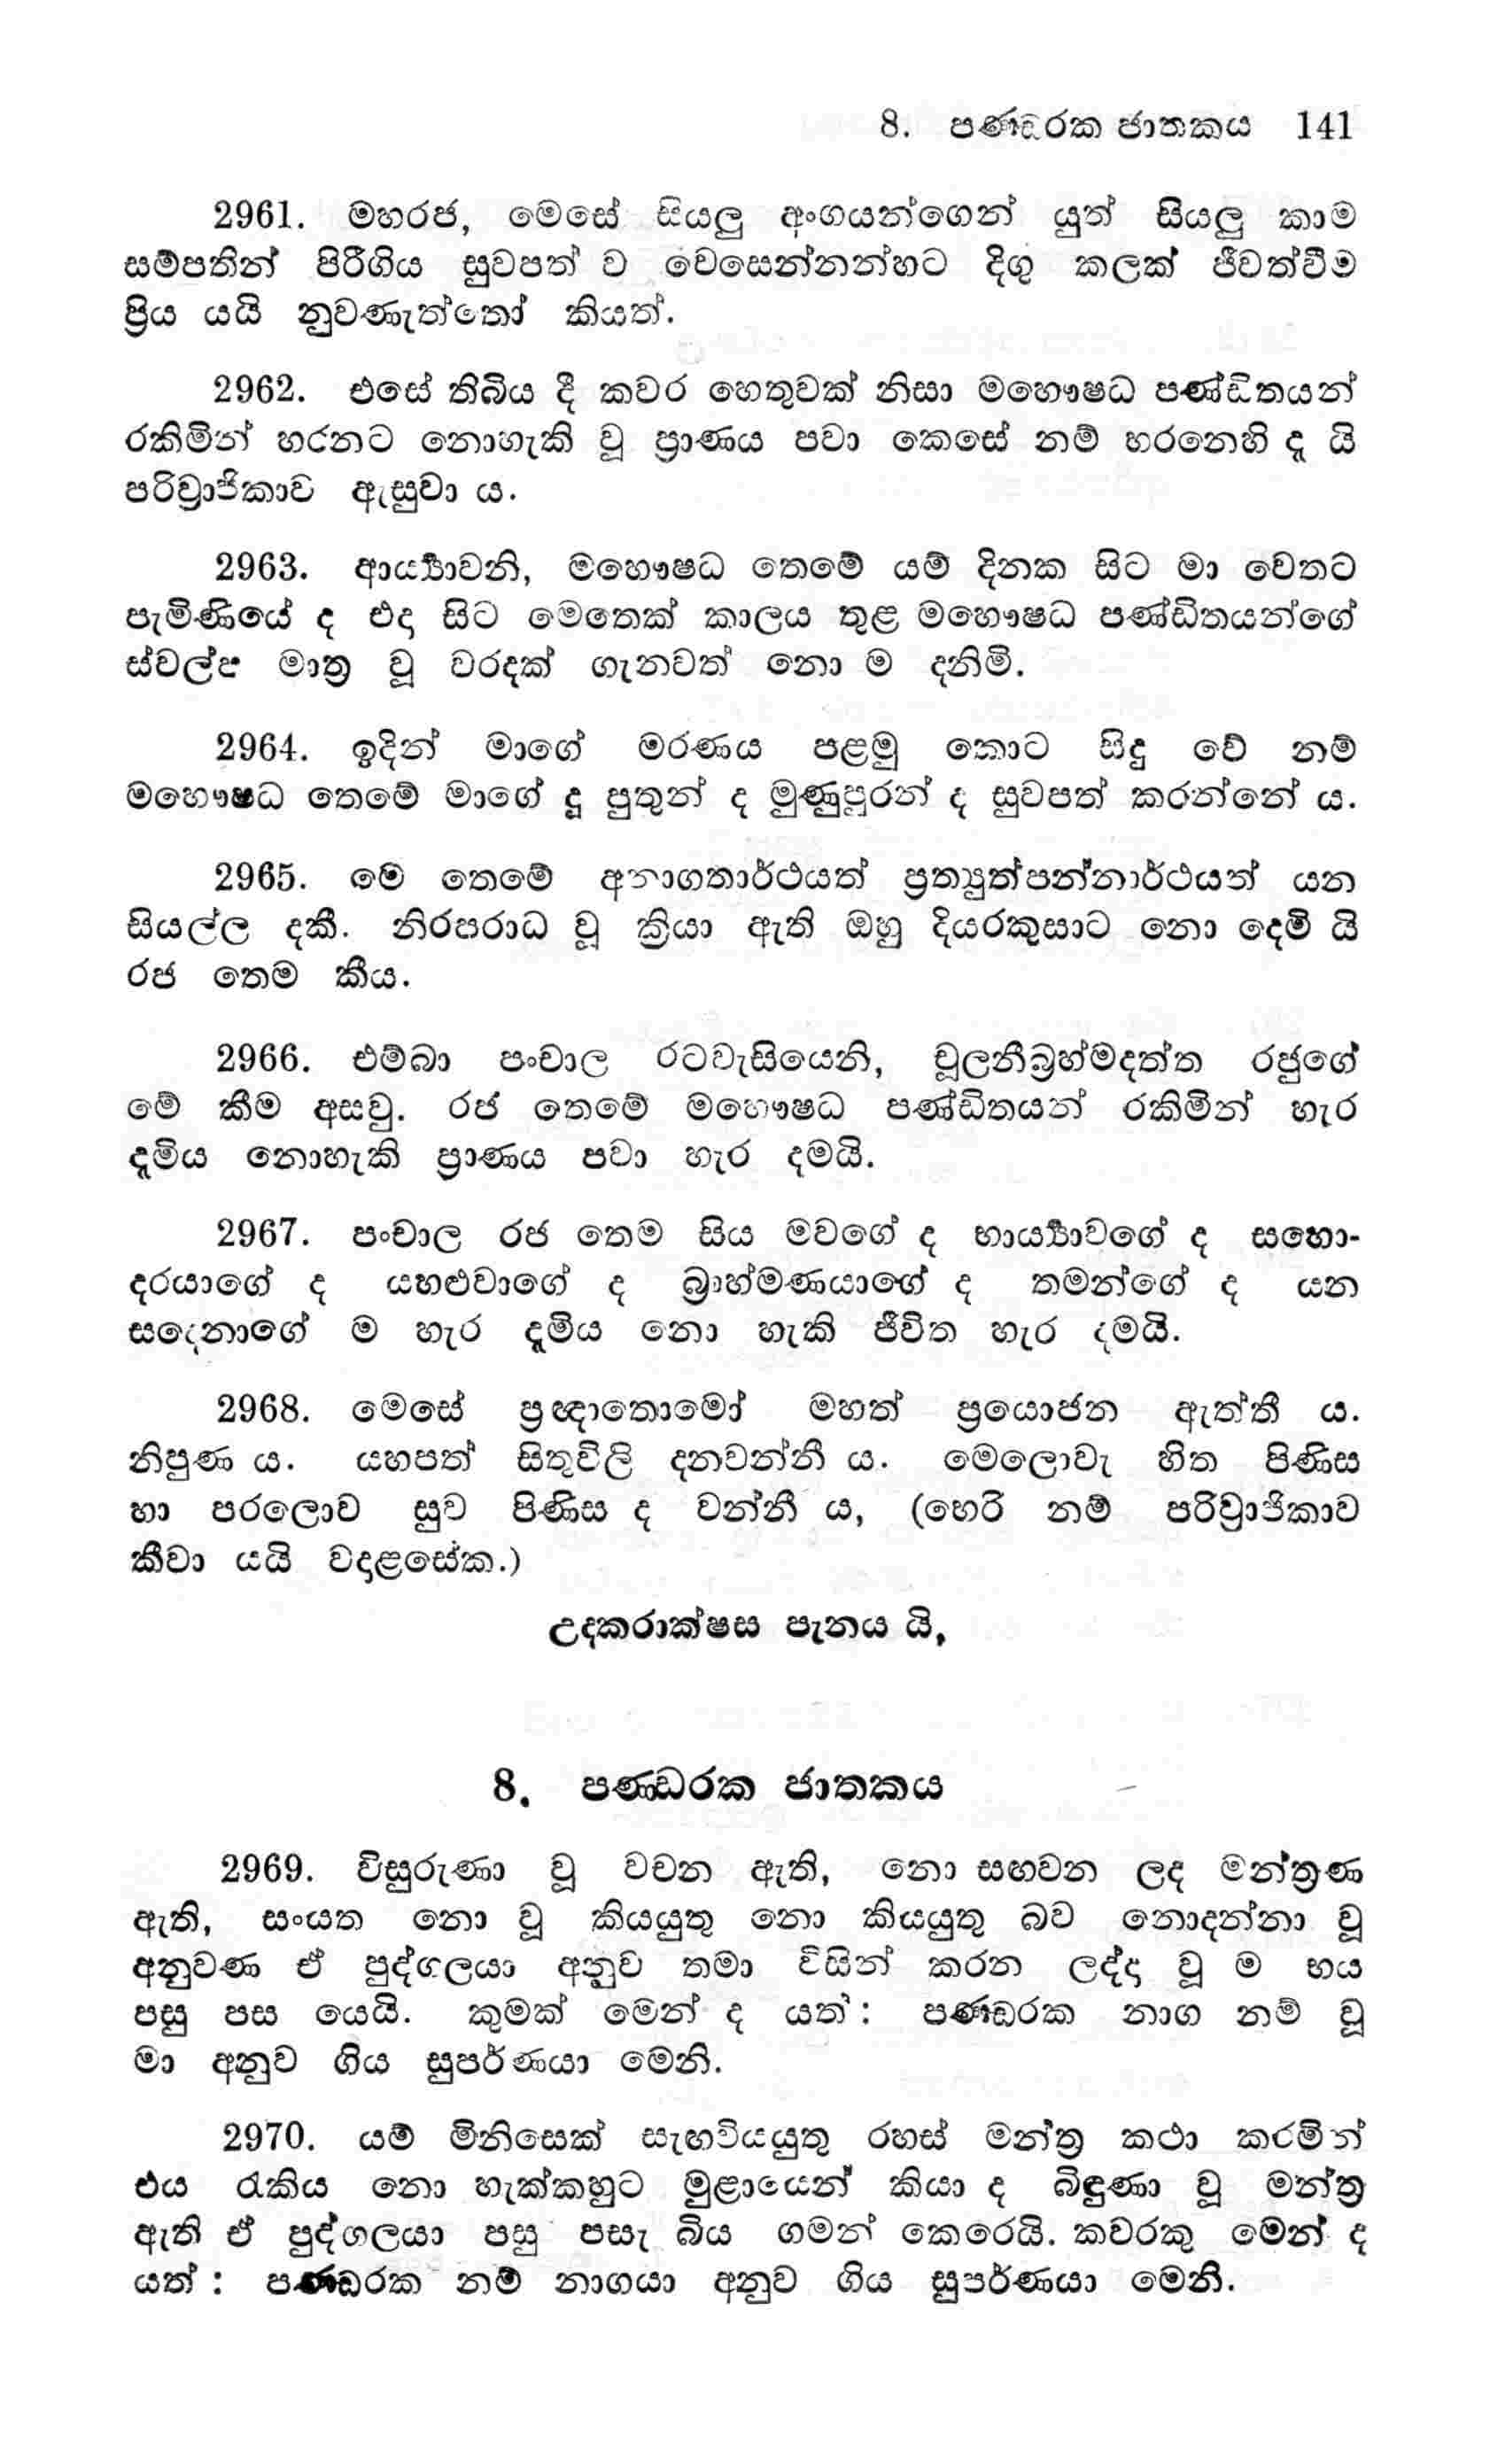 8. පණ්ඩරක ජාතකය 141
2961. මහරජ, මෙසේ සියලු අංගයන්ගෙන් යුත් සියලු කාම
සම්පතින් පිරීගිය සුවපත් ව වෙසෙන්නන්හට දිගු කලක් ජීවත්වීම
ප්‍රිය යයි නුවණැත්තෝ කියත්.
2962. එසේ තිබිය දී කවර හෙතුවක් නිසා මහෞෂධ පණ්ඩිතයන්
රකිමින් හරනට නොහැකි වූ ප්‍රාණය පවා කෙසේ නම් හරනෙහි දැ යි
පරිව්‍රාජිකාව ඇසුවා ය.
2963. ආර්‍ය්‍යාවනි, මහෞෂධ තෙමේ යම් දිනක සිට මා වෙතට
පැමිණියේ ද එදා සිට මෙතෙක් කාලය තුළ මහෞෂධ පණ්ඩිතයන්ගේ
ස්වල්ප මාත්‍ර වූ වරදක් ගැනවත් නො ම දනිමි.
2964. ඉදින් මාගේ මරණය පළමු කොට සිදු වේ නම්
මහෞෂධ තෙමේ මාගේ දූ පුතුන් ද මුණුපුරන් ද සුවපත් කරන්නේ ය.
2965. මේ තෙමේ අනාගතාර්ථයත් ප්‍රත්‍යුත්පන්නාර්ථයත් යන
සියල්ල දකී. නිරපරාධ වූ ක්‍රියා ඇති ඔහු දියරකුසාට නො දෙමි යි
රජ තෙම කීය.
2966. එම්බා පංචාල රටවැසියෙනි, චූලනීබ්‍රහ්මදත්ත රජුගේ
මේ කීම අසවු. රජ තෙමේ මහෞෂධ පණ්ඩිතයන් රකිමින් හැර
දැමිය නොහැකි ප්‍රාණය පවා හැර දමයි.
2967. පංචාල රජ තෙම සිය මවගේ ද භාර්‍ය්‍යාවගේ ද සහො-
දරයාගේ ද යහළුවාගේ ද බ්‍රාහ්මණයාගේ ද තමන්ගේ ද යන
සදෙනාගේ ම හැර දැමිය නො හැකි ජීවිත හැර දමයි.
2968. මෙසේ ප්‍රඥාතොමෝ මහත් ප්‍රයොජන ඇත්තී ය.
නිපුණ ය. යහපත් සිතුවිලි දනවන්නී ය. මෙලොවැ හිත පිණිස
හා පරලොව සුව පිණිස ද වන්නී ය, (භෙරි නම් පරිව්‍රාජිකාව
කීවා යයි වදාළසේක.)
උදකරාක්ෂස පැනය යි,
8. පණ්ඩරක ජාතකය
2969. විසුරුණා වූ වචන ඇති, නො සඟවන ලද මන්ත්‍රණ
ඇති, සංයත නො වූ කියයුතු නො කියයුතු බව නොදන්නා වූ
අනුවණ ඒ පුද්ගලයා අනුව තමා විසින් කරන ලද්ද‍ා වූ ම භය
පසු පස යෙයි. කුමක් මෙන් ද යත්: පණ්ඩරක නාග නම් වූ
මා අනුව ගිය සුපර්ණයා මෙනි.
2970. යම් මිනිසෙක් සැඟවියයුතු රහස් මන්ත්‍ර කථා කරමින්
එය රැකිය නො හැක්කහුට මුළායෙන් කියා ද බිඳුණා වූ මන්ත්‍ර
ඇති ඒ පුද්ගලයා පසු පසැ බිය ගමන් කෙරෙයි. කවරකු මෙන් ද
යත්: පණ්ඩරක නම් නාගයා අනුව ගිය සුපර්ණයා මෙනි.